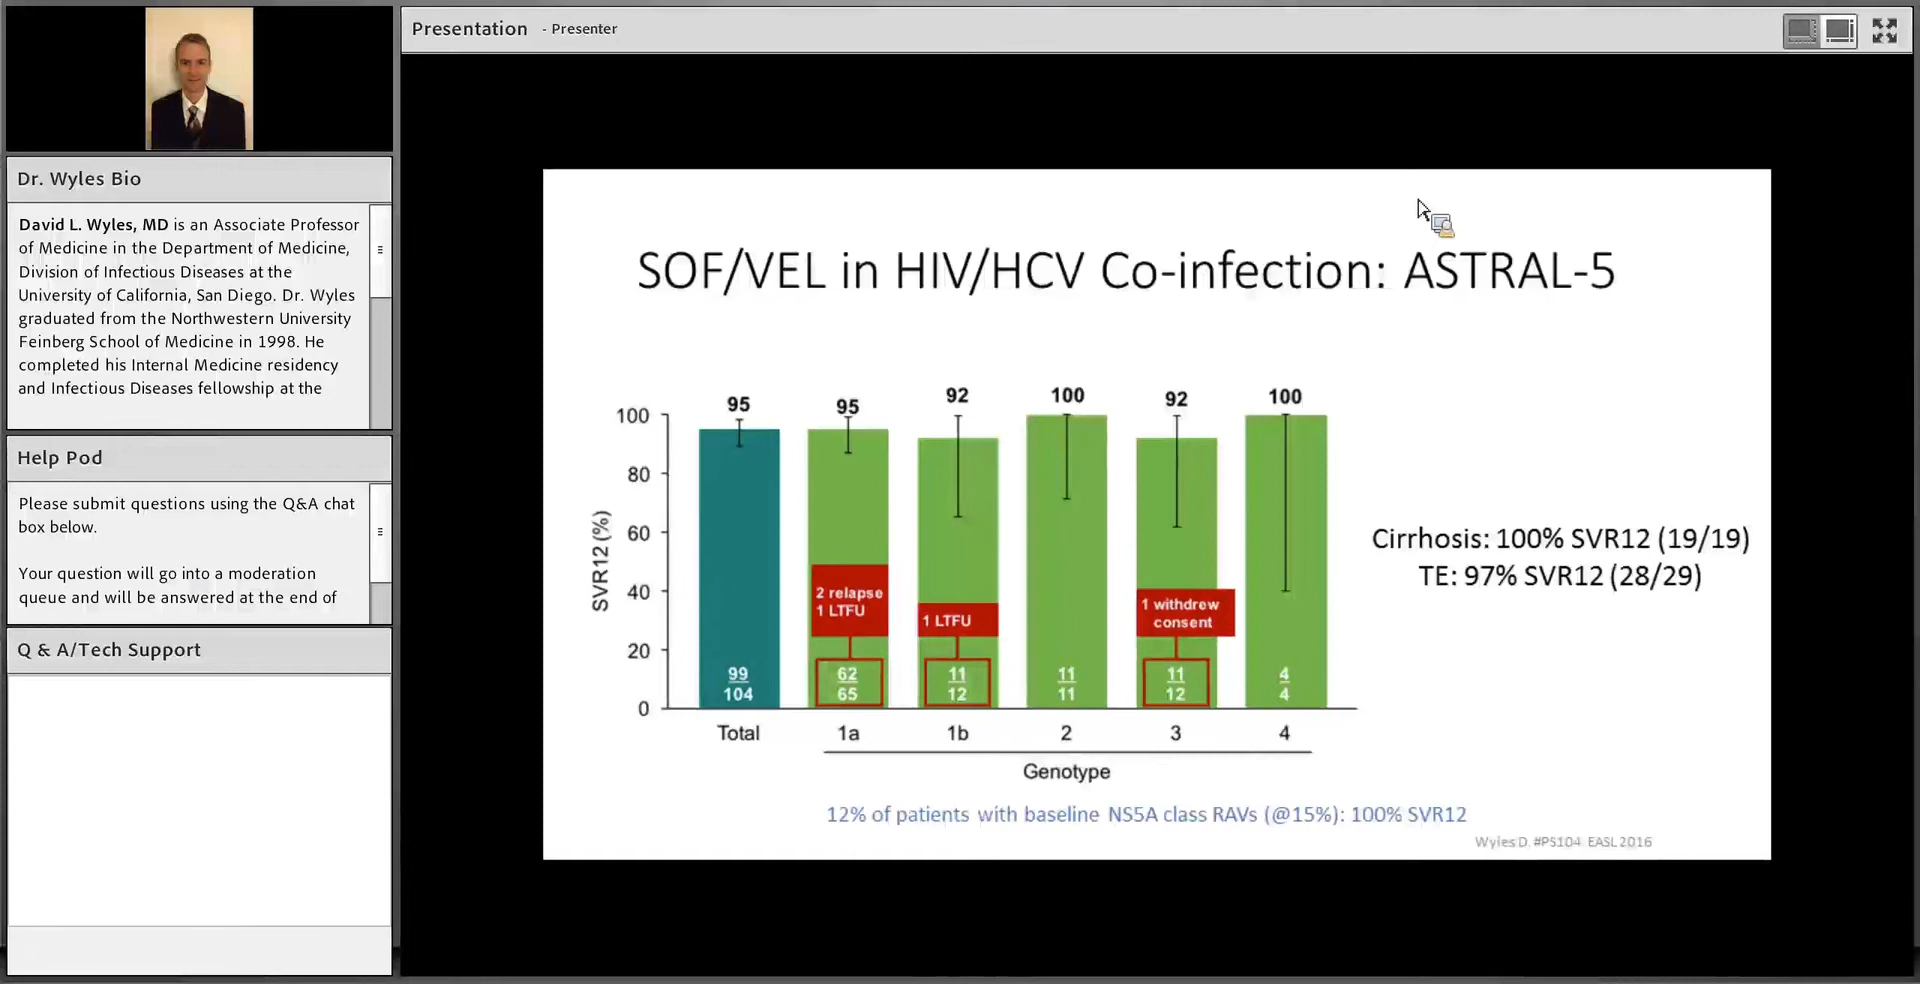 Presentation - Presenter
Dr. Wyles Bio
David L. Wyles, MD is an Associate Professor
of Medicine in the Department of Medicine,
Division of Infectious Diseases at the
University of California, San Diego. Dr. Wyles
graduated from the Northwestern University
Feinberg School of Medicine in 1998. He
completed his Internal Medicine residency
and Infectious Diseases fellowship at the
Help Pod
Please submit questions using the Q&A chat
box below.
Your question will go into a moderation
queue and will be answered at the end of
Q & A/Tech Support
SOF/VEL in HIV/HCV Co-infection: ASTRAL-5
95 95 92 100 92 100
100
80
60
40
20
0
SVR12 (%)
2 relapse
1 LTFU
1 LTFU
1 withdrew
consent
99 62 11 11 11 4
104 65 12 11 12 4
Total 1a 1b 2 3 4
Genotype
Cirrhosis: 100% SVR12 (19/19)
TE: 97% SVR12 (28/29)
12% of patients with baseline NS5A class RAVs (@15%): 100% SVR12
Wyles D. #PS104. EASL 2016